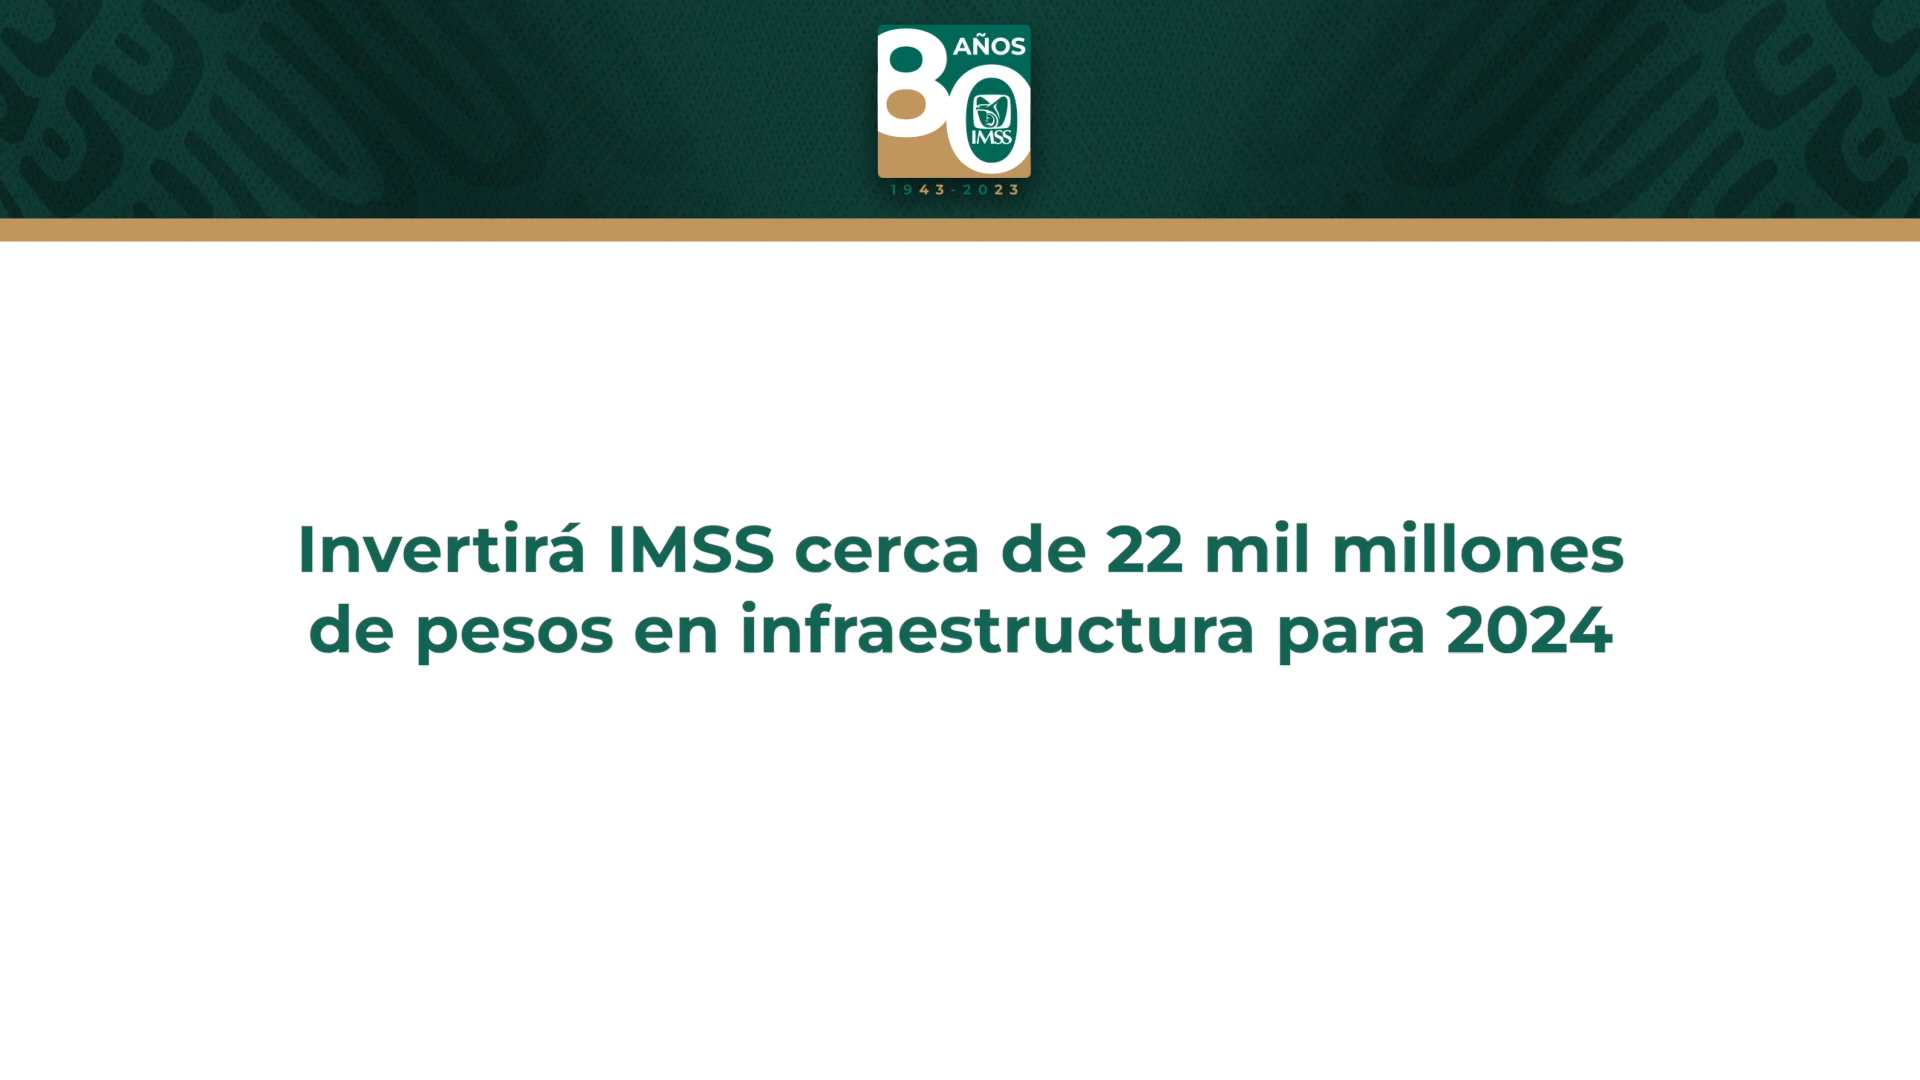 80 AÑOS
IMSS
1943-2023
Invertirá IMSS cerca de 22 mil millones
de pesos en infraestructura para 2024